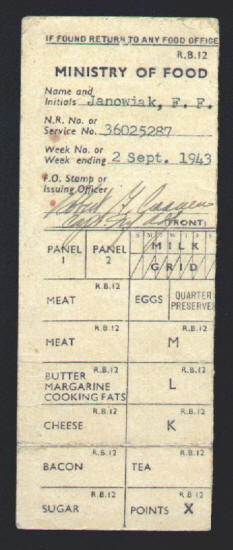 IF FOUND RETURN TO ANY FOOD OFFICE
R.B.12
MINISTRY OF FOOD
Name and
Initials Janowiak, F. F.
N.R. No. or
Service No. 36025287
Week No. or
Week ending 2 Sept. 1943
F.O. Stamp or
Issuing Officer
(FRONT)
PANEL 1 PANEL 2 MILK
GRID
R.B.12
MEAT EGGS QUARTER PRESERVES
R.B.12
MEAT M
R.B.12
BUTTER
MARGARINE L
COOKING FATS
R.B.12
CHEESE K
R.B.12
BACON TEA
R.B.12 R.B.12
SUGAR POINTS X